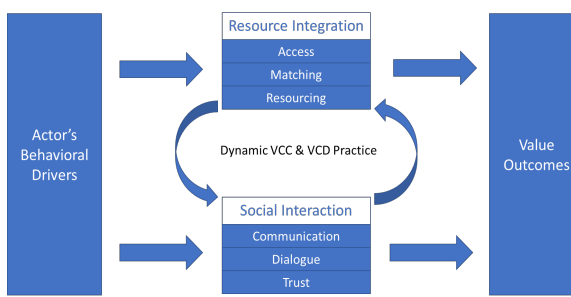 Actor's
Behavioral
Drivers
Resource Integration
Access
Matching
Resourcing
Dynamic VCC & VCD Practice
Social Interaction
Communication
Dialogue
Trust
Value
Outcomes